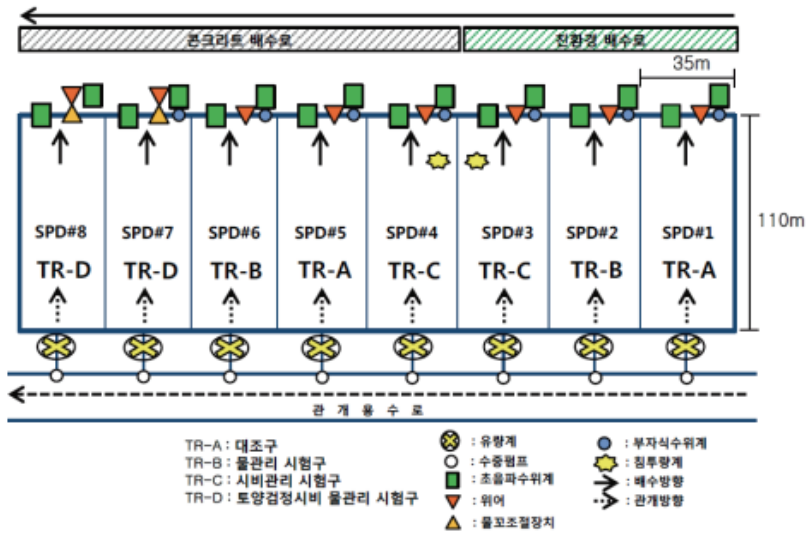 콘크리트 배수로 친환경 배수로
35m
110m
SPD#8 SPD#7 SPD#6 SPD#5 SPD#4 SPD#3 SPD#2 SPD#1
TR-D TR-D TR-B TR-A TR-C TR-C TR-B TR-A
관 개 용 수 로
TR-A : 대조구
TR-B : 물관리 시험구
TR-C : 시비관리 시험구
TR-D : 토양검정시비 물관리 시험구
: 유량계
: 수중펌프
: 초음파수위계
: 위어
: 물꼬조절장치
: 부자식수위계
: 침투량계
: 배수방향
: 관개방향